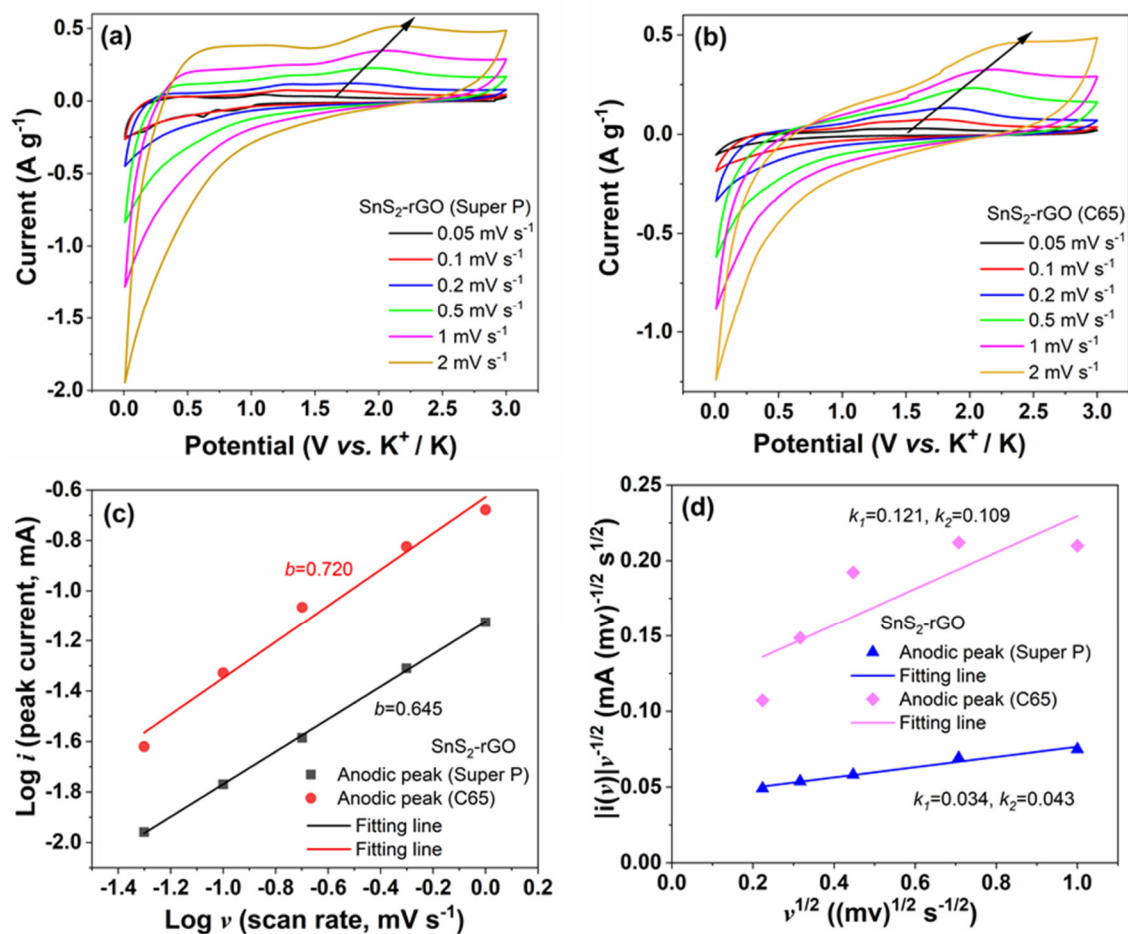 (a)
0.5
0.0
-0.5
-1.0
-1.5
-2.0
Current (A g⁻¹)
SnS₂-rGO (Super P)
0.05 mV s⁻¹
0.1 mV s⁻¹
0.2 mV s⁻¹
0.5 mV s⁻¹
1 mV s⁻¹
2 mV s⁻¹
0.0 0.5 1.0 1.5 2.0 2.5 3.0
Potential (V vs. K⁺ / K)
(b)
0.5
0.0
-0.5
-1.0
Current (A g⁻¹)
SnS₂-rGO (C65)
0.05 mV s⁻¹
0.1 mV s⁻¹
0.2 mV s⁻¹
0.5 mV s⁻¹
1 mV s⁻¹
2 mV s⁻¹
0.0 0.5 1.0 1.5 2.0 2.5 3.0
Potential (V vs. K⁺ / K)
(c)
-0.6
-0.8
-1.0
-1.2
-1.4
-1.6
-1.8
-2.0
Log i (peak current, mA)
b=0.720
b=0.645
SnS₂-rGO
Anodic peak (Super P)
Anodic peak (C65)
Fitting line
Fitting line
-1.4 -1.2 -1.0 -0.8 -0.6 -0.4 -0.2 0.0 0.2
Log v (scan rate, mV s⁻¹)
(d)
0.25
0.20
0.15
0.10
0.05
0.00
|i(v)|v⁻¹/² (mA (mv)⁻¹/² s¹/²)
k₁=0.121, k₂=0.109
SnS₂-rGO
Anodic peak (Super P)
Fitting line
Anodic peak (C65)
Fitting line
k₁=0.034, k₂=0.043
0.0 0.2 0.4 0.6 0.8 1.0
v¹/² ((mv)¹/² s⁻¹/²)